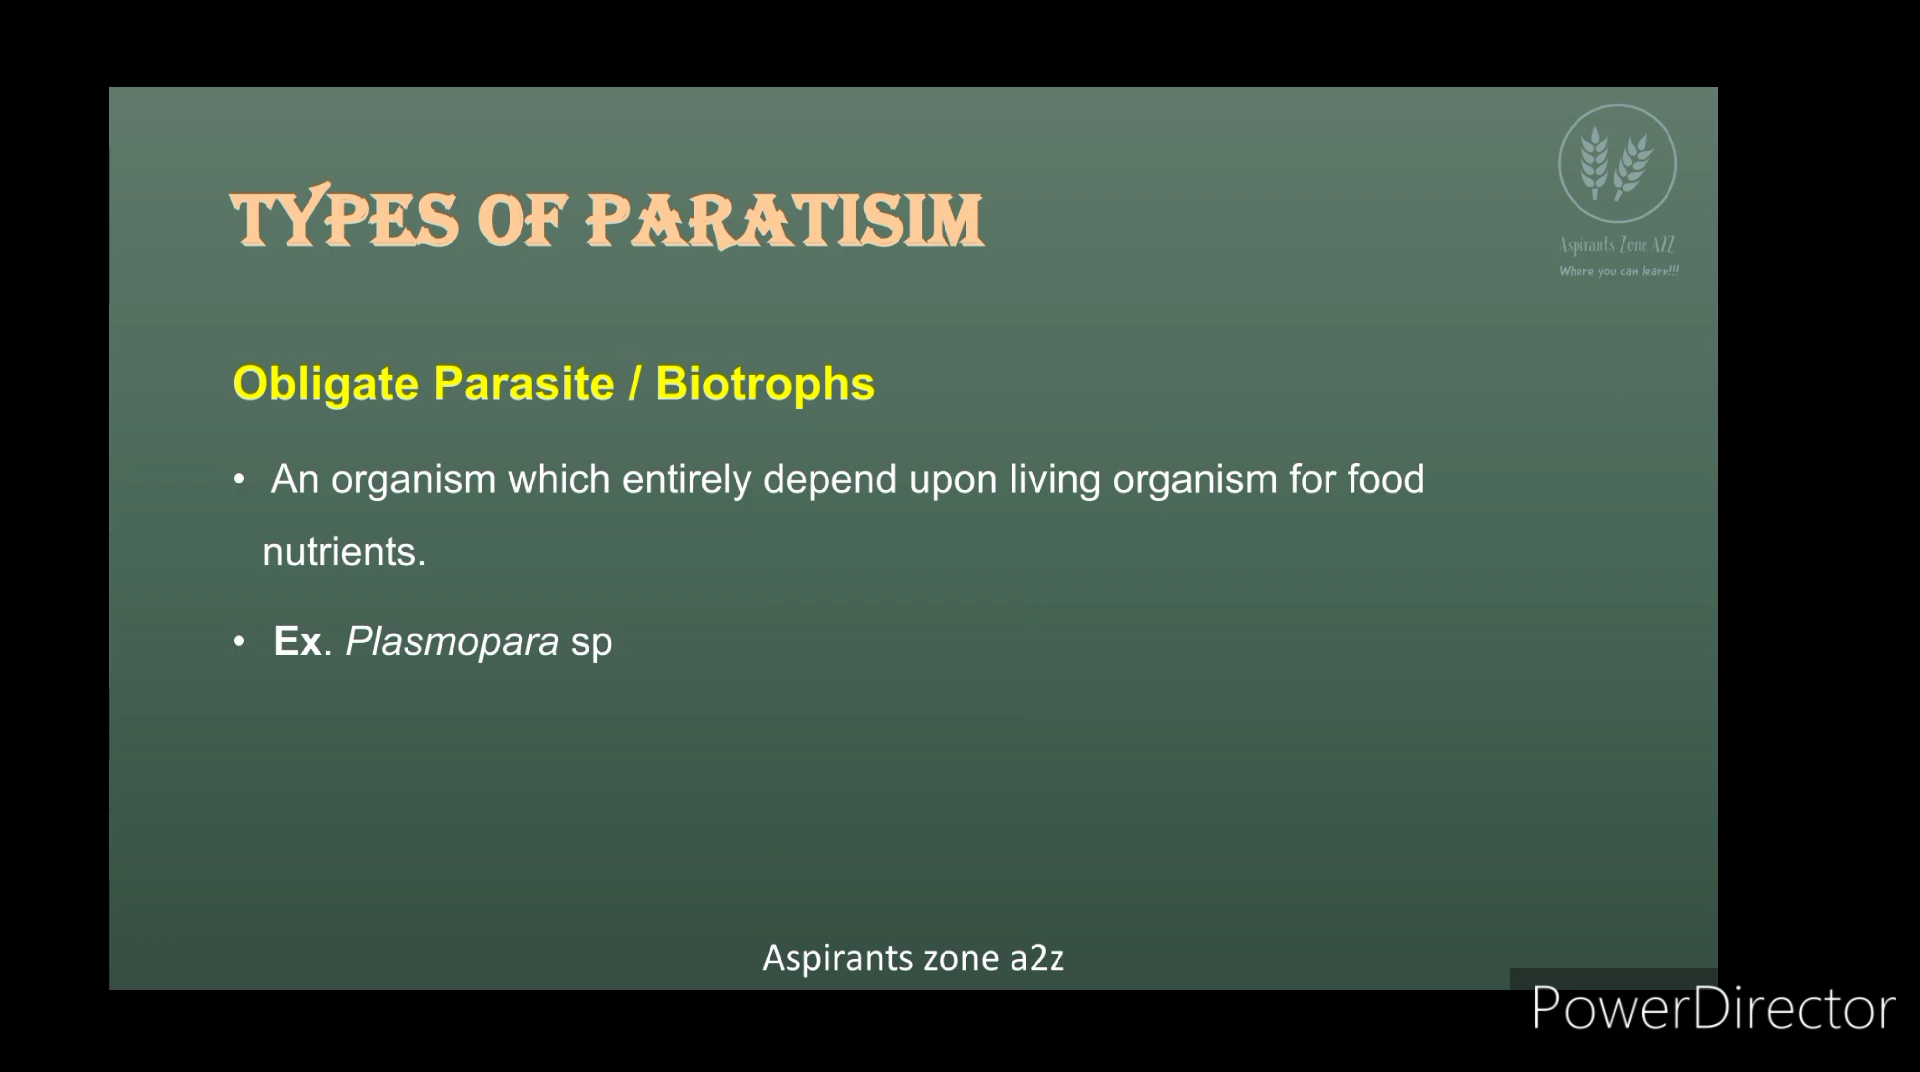 Aspirants Zone A2Z
Where you can learn!!!
TYPES OF PARATISIM
Obligate Parasite / Biotrophs
• An organism which entirely depend upon living organism for food
nutrients.
• Ex. Plasmopara sp
Aspirants zone a2z
PowerDirector